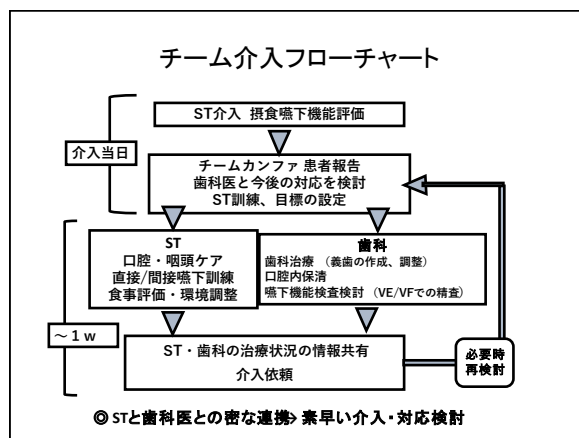 チーム介入フローチャート
ST介入 摂食嚥下機能評価
介入当日
チームカンファ 患者報告
歯科医と今後の対応を検討
ST訓練、目標の設定
ST
口腔・咽頭ケア
直接/間接嚥下訓練
食事評価・環境調整
歯科
歯科治療 （義歯の作成、調整）
口腔内保清
嚥下機能検査検討 （VE/VFでの精査）
～１w
ST・歯科の治療状況の情報共有
介入依頼
必要時
再検討
◎ STと歯科医との密な連携→ 素早い介入・対応検討